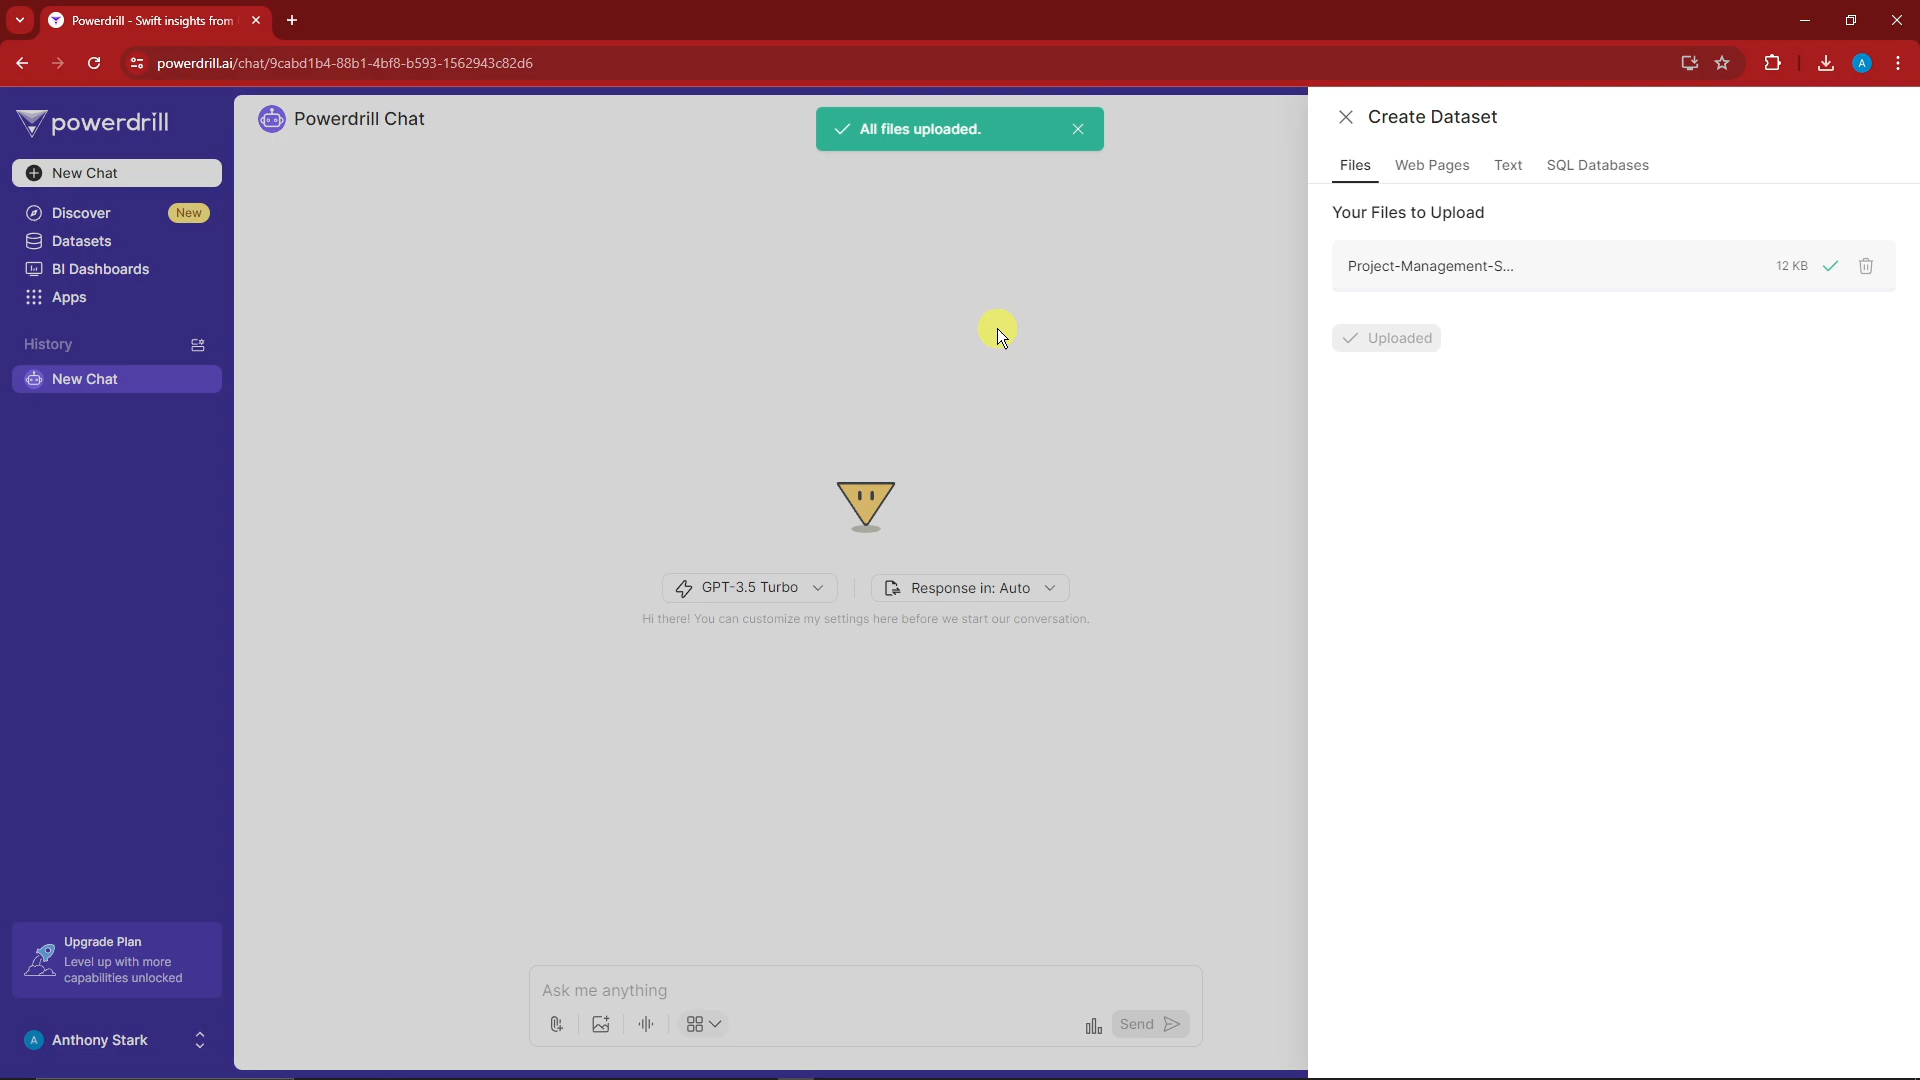 Powerdrill - Swift insights from
powerdrill.ai/chat/9cabd1b4-88b1-4bf8-b593-1562943c82d6
A
powerdrill
New Chat
Discover
New
Datasets
BI Dashboards
Apps
History
New Chat
Upgrade Plan
Level up with more
capabilities unlocked
A
Anthony Stark
Powerdrill Chat
All files uploaded.
GPT-3.5 Turbo
Response in: Auto
Hi there! You can customize my settings here before we start our conversation.
Ask me anything
Send
Create Dataset
Files Web Pages Text SQL Databases
Your Files to Upload
Project-Management-S...
12 KB
Uploaded